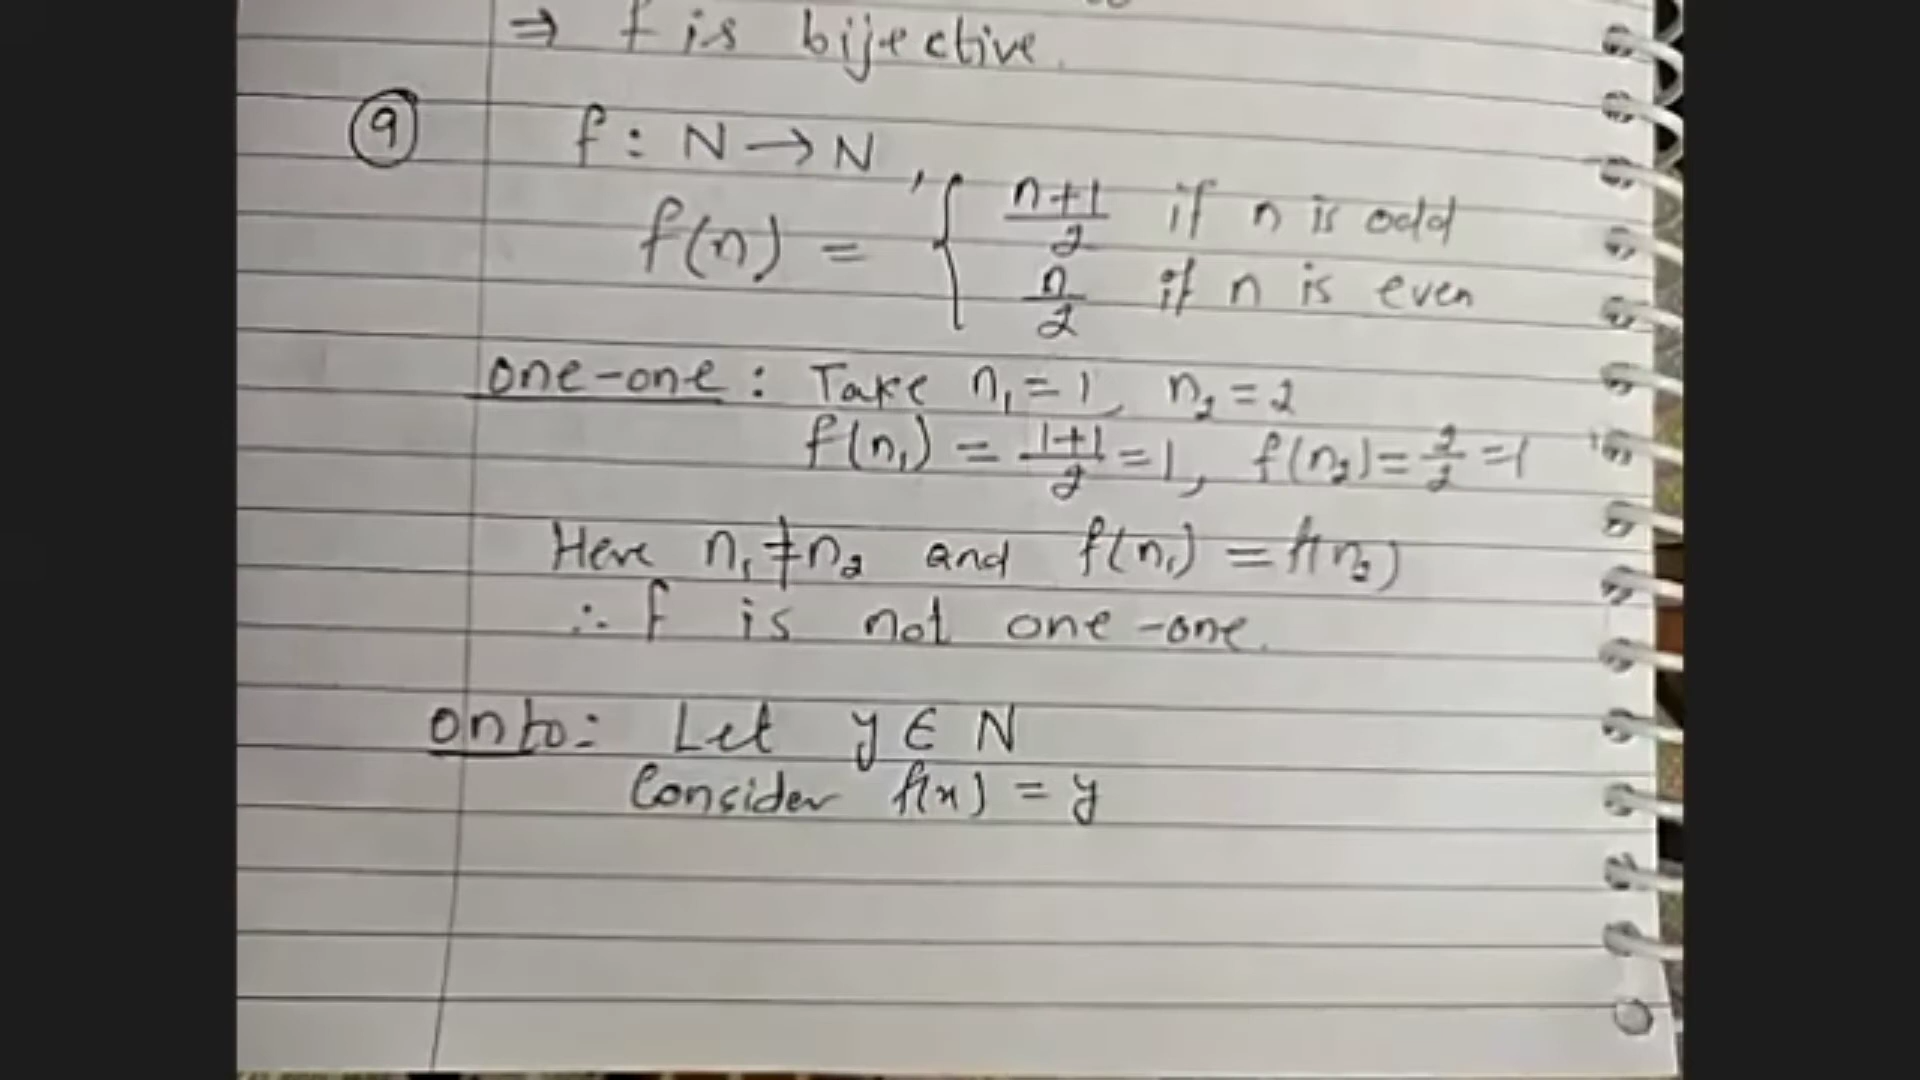 ⇒ f is bijective.
⑨ f : N → N ,
f(n) = { n+1/2 if n is odd
n/2 if n is even
one-one : Take n₁ = 1, n₂ = 2
f(n₁) = 1+1/2 = 1, f(n₂) = 2/2 = 1
Here n₁ ≠ n₂ and f(n₁) = f(n₂)
∴ f is not one-one.
onto : Let y ∈ N
Consider f(x) = y